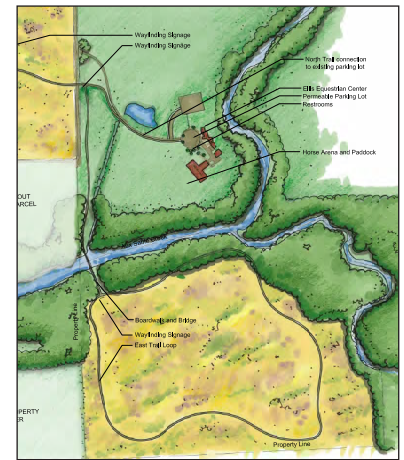 Wayfinding Signage
Wayfinding Signage
North Trail connection
to existing parking lot
Ellis Equestrian Center
Permeable Parking Lot
Restrooms
Horse Arena and Paddock
OUT
ARCEL
Boardwalk and Bridge
Property Line
Wayfinding Signage
East Trail Loop
PERTY
ER
Property Line